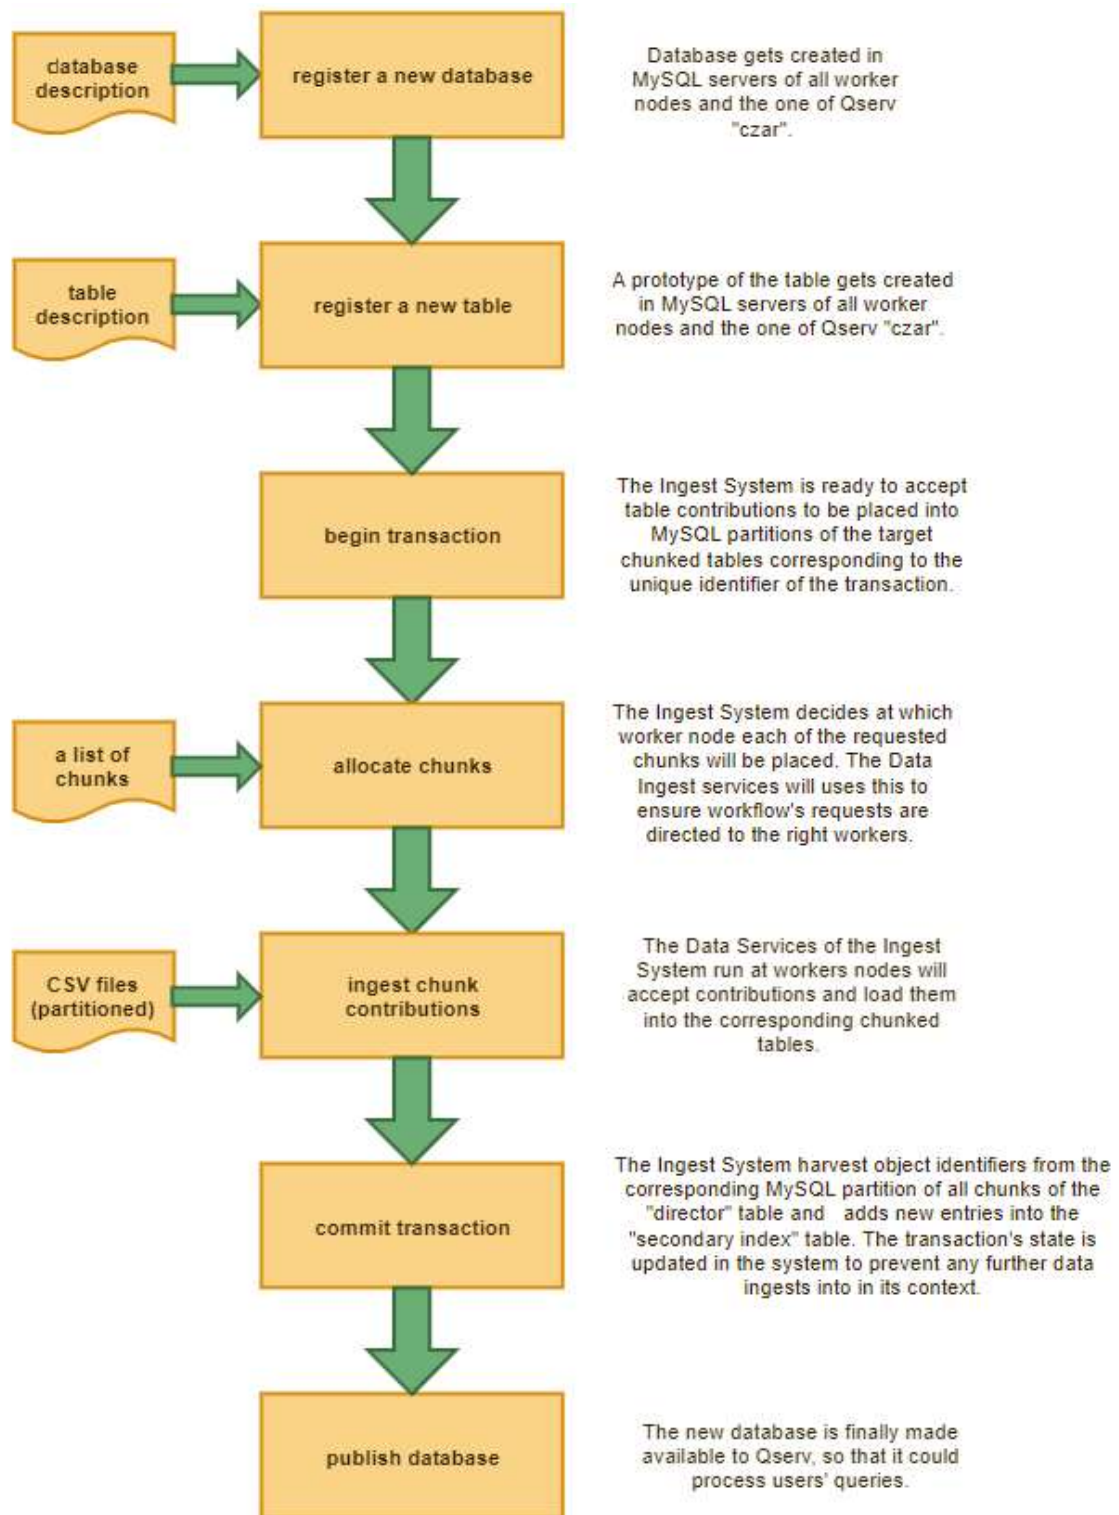 database
description
register a new database
Database gets created in
MySQL servers of all worker
nodes and the one of Qserv
"czar".
table
description
register a new table
A prototype of the table gets created
in MySQL servers of all worker
nodes and the one of Qserv "czar".
begin transaction
The Ingest System is ready to accept
table contributions to be placed into
MySQL partitions of the target
chunked tables corresponding to the
unique identifier of the transaction.
a list of
chunks
allocate chunks
The Ingest System decides at which
worker node each of the requested
chunks will be placed. The Data
Ingest services will uses this to
ensure workflow's requests are
directed to the right workers.
CSV files
(partitioned)
ingest chunk
contributions
The Data Services of the Ingest
System run at workers nodes will
accept contributions and load them
into the corresponding chunked
tables.
commit transaction
The Ingest System harvest object identifiers from the
corresponding MySQL partition of all chunks of the
"director" table and adds new entries into the
"secondary index" table. The transaction's state is
updated in the system to prevent any further data
ingests into in its context.
publish database
The new database is finally made
available to Qserv, so that it could
process users' queries.